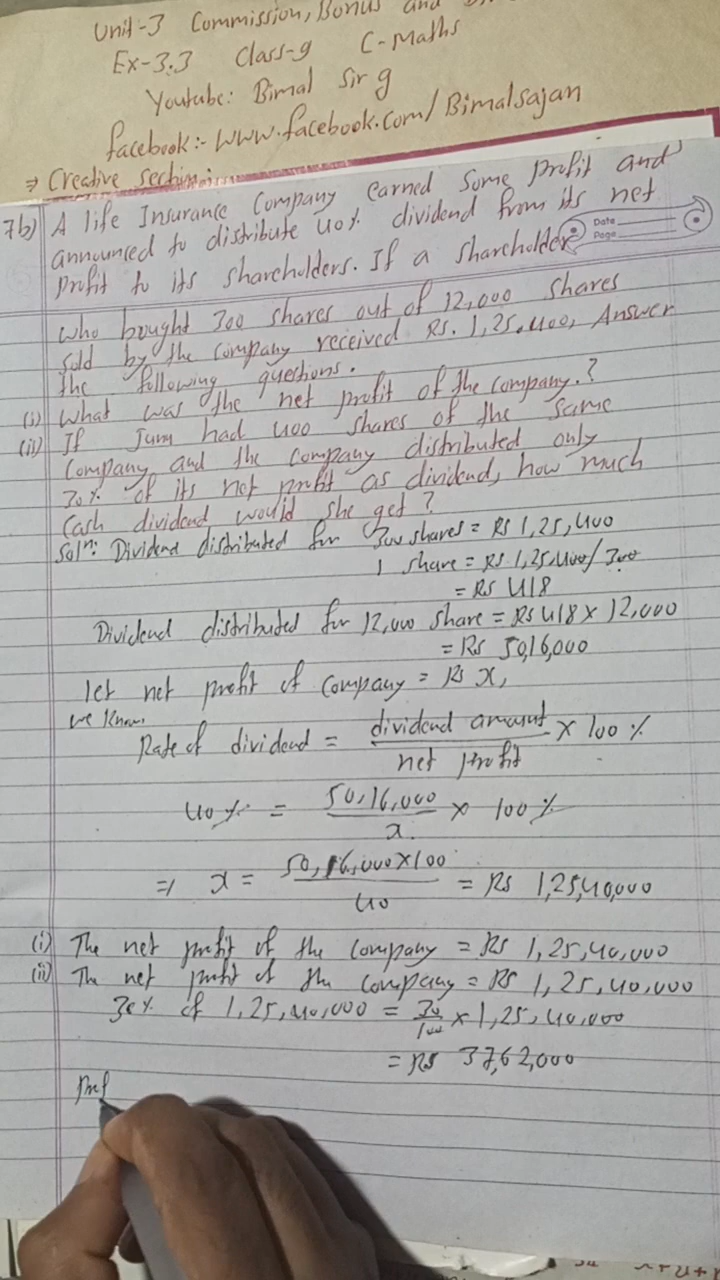 Unit-3 Commission, Bonus and
Ex-3.3 Class-9 C-Maths
Youtube: Bimal Sir g
facebook:- www.facebook.com/Bimalsajan
⇒ Creative section:
7b) A life Insurance Company earned some profit and
announced to distribute 40% dividend from its net
Date
Page
profit to its shareholders. If a shareholder
who bought 300 shares out of 12,000 shares
sold by the company received Rs. 1,25,400, Answer
the following questions.
(i) What was the net profit of the company.?
(ii) If had 400 shares of the same
company and the company distributed only
30% of its net profit as dividend, how much
cash dividend would she get?
Solⁿ: Dividend distributed for 300 shares = Rs 1,25,400
1 share = Rs. 1,25,400/300
= Rs 418
Dividend distributed for 12,000 share = Rs 418 × 12,000
= Rs 50,16,000
let net profit of company = Rs x,
we know
Rate of dividend = dividend amount / net profit × 100%
40% = 50,16,000 / x × 100%
⇒ x = 50,16,000×100 / 40 = Rs 1,25,40,000
(i) The net profit of the company = Rs 1,25,40,000
(ii) The net profit of the company = Rs 1,25,40,000
30% of 1,25,40,000 = 30/100 × 1,25,40,000
= Rs 37,62,000